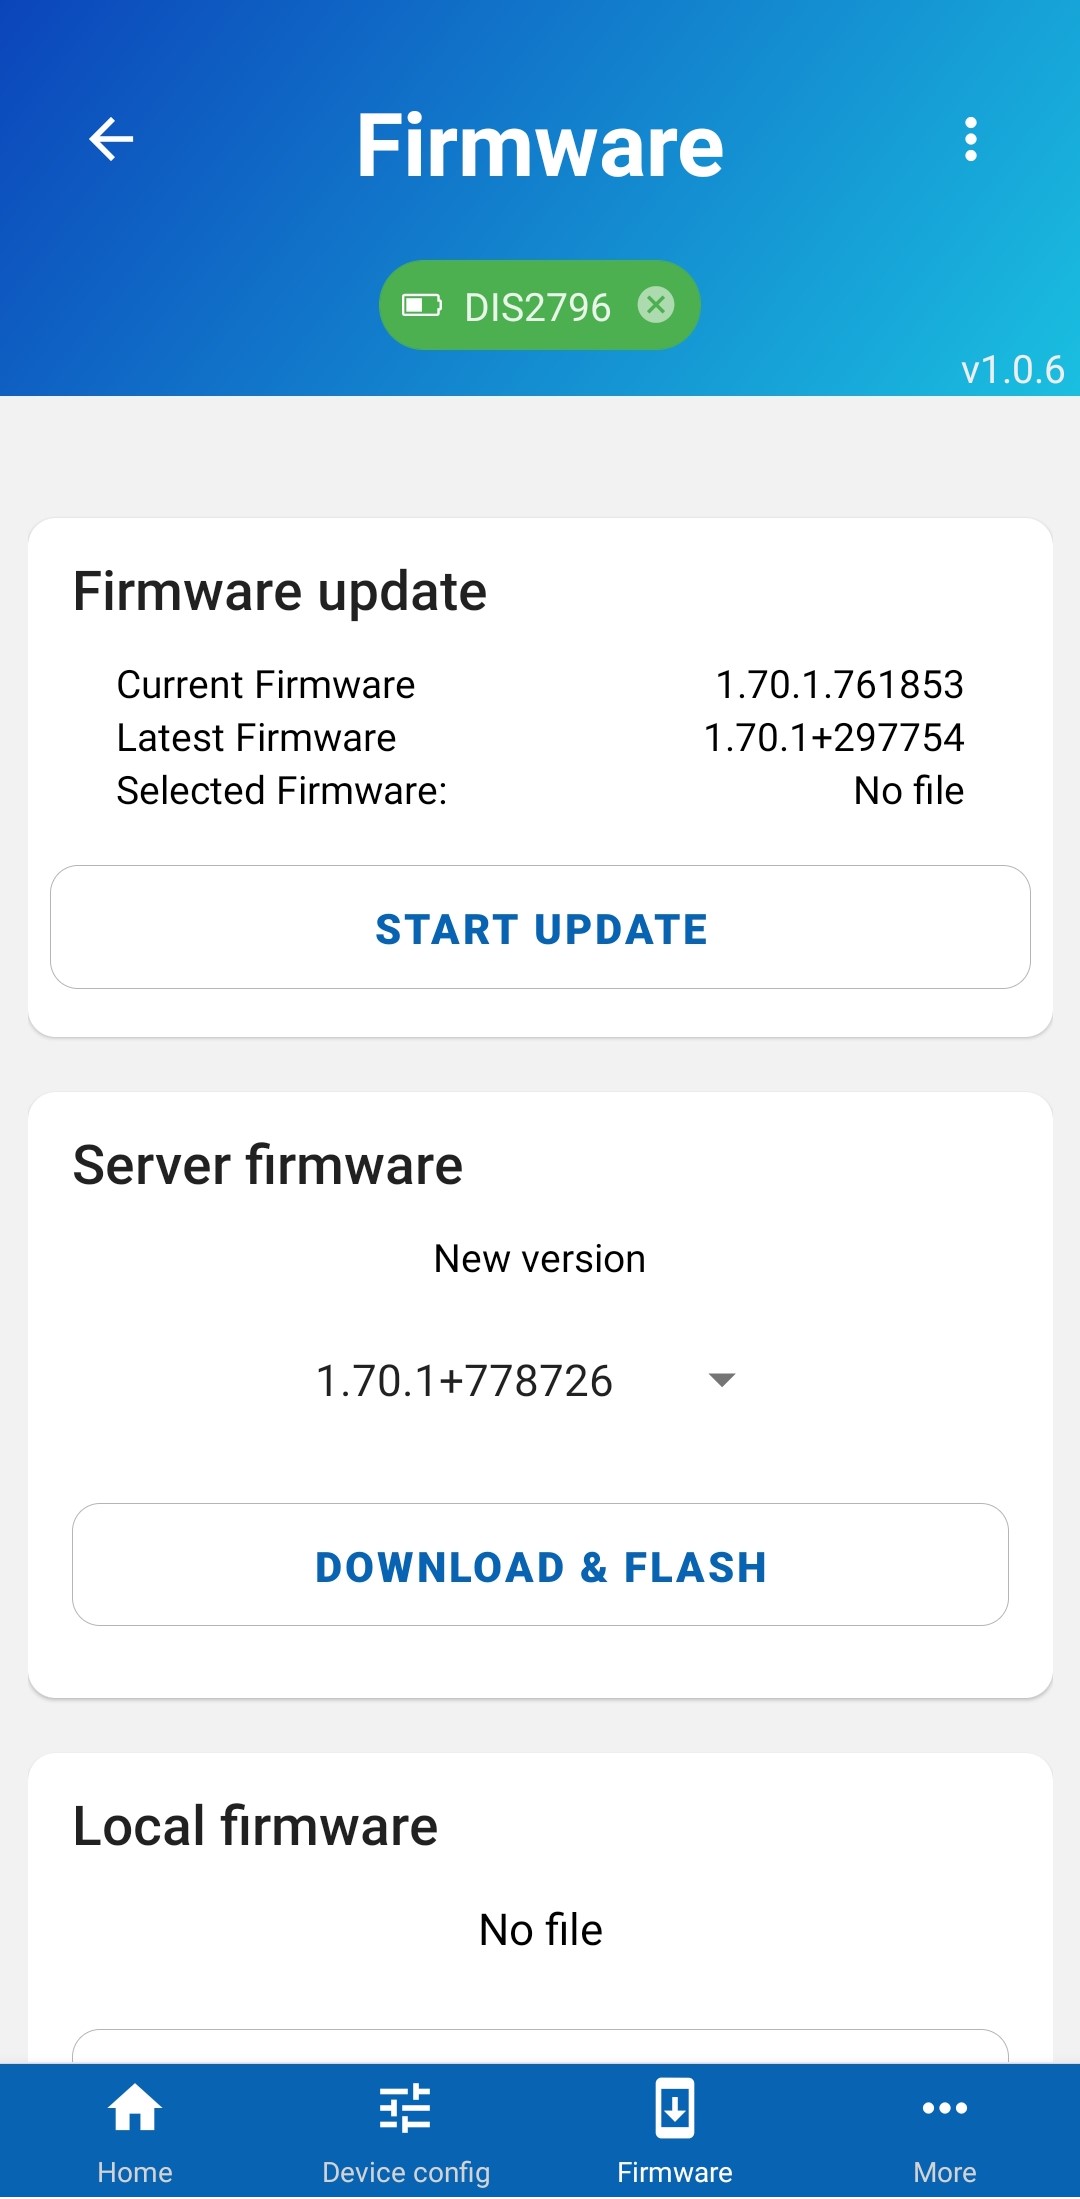 Firmware
DIS2796
v1.0.6
Firmware update
Current Firmware 1.70.1.761853
Latest Firmware 1.70.1+297754
Selected Firmware: No file
START UPDATE
Server firmware
New version
1.70.1+778726
DOWNLOAD & FLASH
Local firmware
No file
Home Device config Firmware More